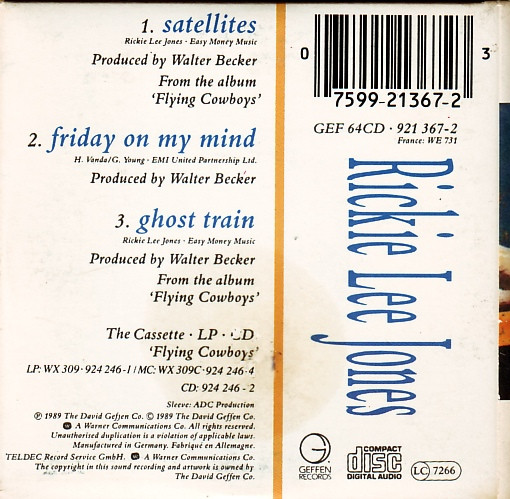 1. satellites
Rickie Lee Jones · Easy Money Music
Produced by Walter Becker
From the album
'Flying Cowboys'
2. friday on my mind
H. Vanda/G. Young · EMI United Partnership Ltd.
Produced by Walter Becker
3. ghost train
Rickie Lee Jones · Easy Money Music
Produced by Walter Becker
From the album
'Flying Cowboys'
The Cassette · LP · CD
'Flying Cowboys'
LP: WX 309 · 924 246-1 / MC: WX 309C · 924 246-4
CD: 924 246 - 2
Sleeve: ADC Production
℗ 1989 The David Geffen Co. © 1989 The David Geffen Co.
A Warner Communications Co. All rights reserved.
Unauthorised duplication is a violation of applicable laws.
Manufactured in Germany. Fabriqué en Allemagne.
TELDEC Record Service GmbH. A Warner Communications Co.
The copyright in this sound recording and artwork is owned by
The David Geffen Co.
0 7599-21367-2 3
GEF 64CD · 921 367-2
France: WE 731
Rickie Lee Jones
GEFFEN
RECORDS
COMPACT
disc
DIGITAL AUDIO
LC 7266